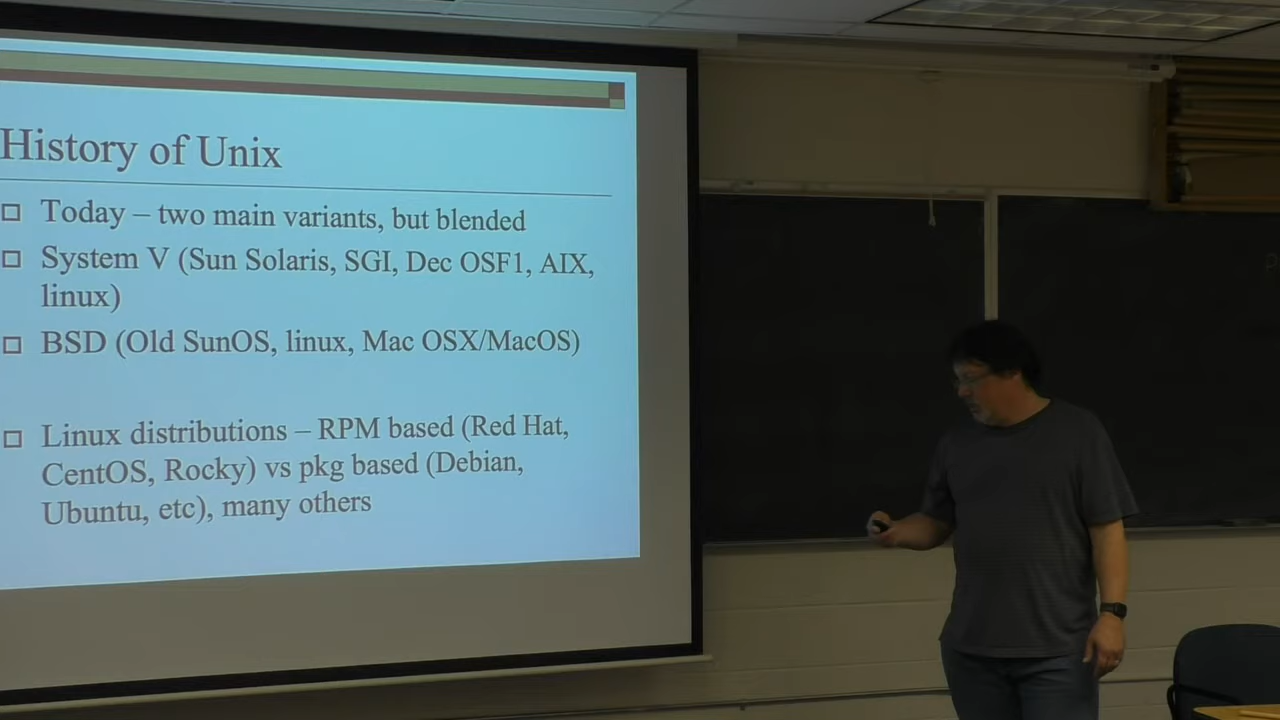 History of Unix
Today – two main variants, but blended
System V (Sun Solaris, SGI, Dec OSF1, AIX,
linux)
BSD (Old SunOS, linux, Mac OSX/MacOS)
Linux distributions – RPM based (Red Hat,
CentOS, Rocky) vs pkg based (Debian,
Ubuntu, etc), many others